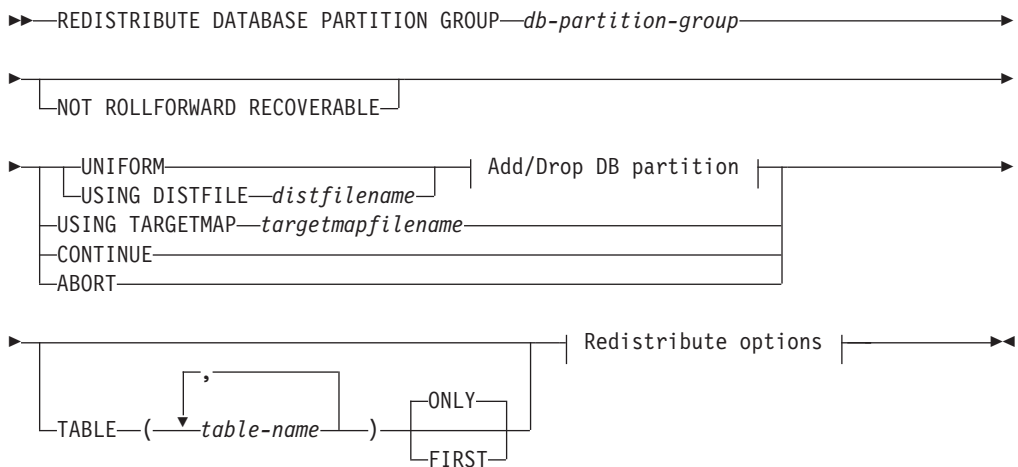 REDISTRIBUTE DATABASE PARTITION GROUP db-partition-group
NOT ROLLFORWARD RECOVERABLE
UNIFORM Add/Drop DB partition
USING DISTFILE distfilename
USING TARGETMAP targetmapfilename
CONTINUE
ABORT
Redistribute options
,
ONLY
TABLE ( table-name )
FIRST